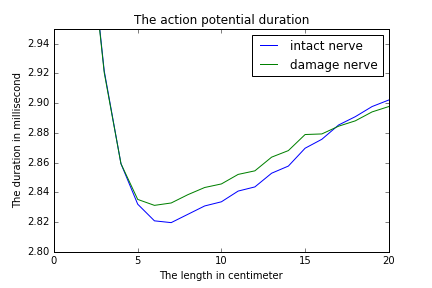 The action potential duration
intact nerve
damage nerve
The duration in millisecond
2.94
2.92
2.90
2.88
2.86
2.84
2.82
2.80
0 5 10 15 20
The length in centimeter